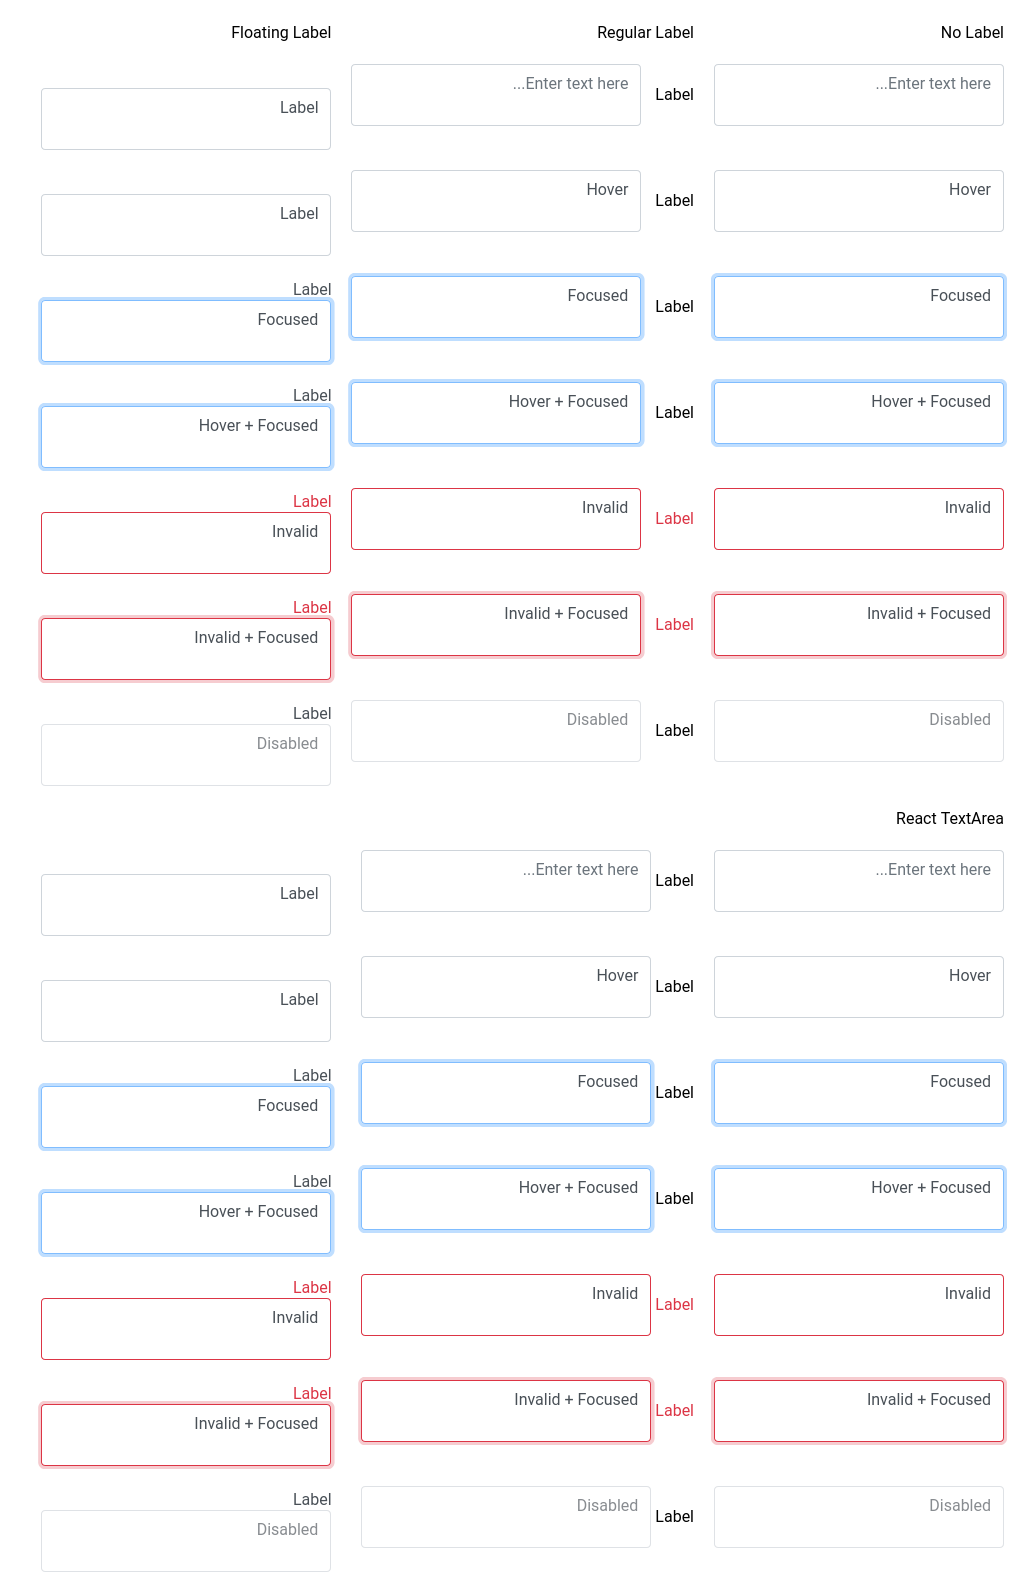 Floating Label Regular Label No Label
...Enter text here ...Enter text here
Label
Label
Hover Hover
Label
Label
Label
Focused Focused
Label
Focused
Label
Hover + Focused Hover + Focused
Label
Hover + Focused
Label
Invalid Invalid
Label
Invalid
Label
Invalid + Focused Invalid + Focused
Label
Invalid + Focused
Label
Disabled Disabled
Label
Disabled
React TextArea
...Enter text here ...Enter text here
Label
Label
Hover Hover
Label
Label
Label
Focused Focused
Label
Focused
Label
Hover + Focused Hover + Focused
Label
Hover + Focused
Label
Invalid Invalid
Label
Invalid
Label
Invalid + Focused Invalid + Focused
Label
Invalid + Focused
Label
Disabled Disabled
Label
Disabled